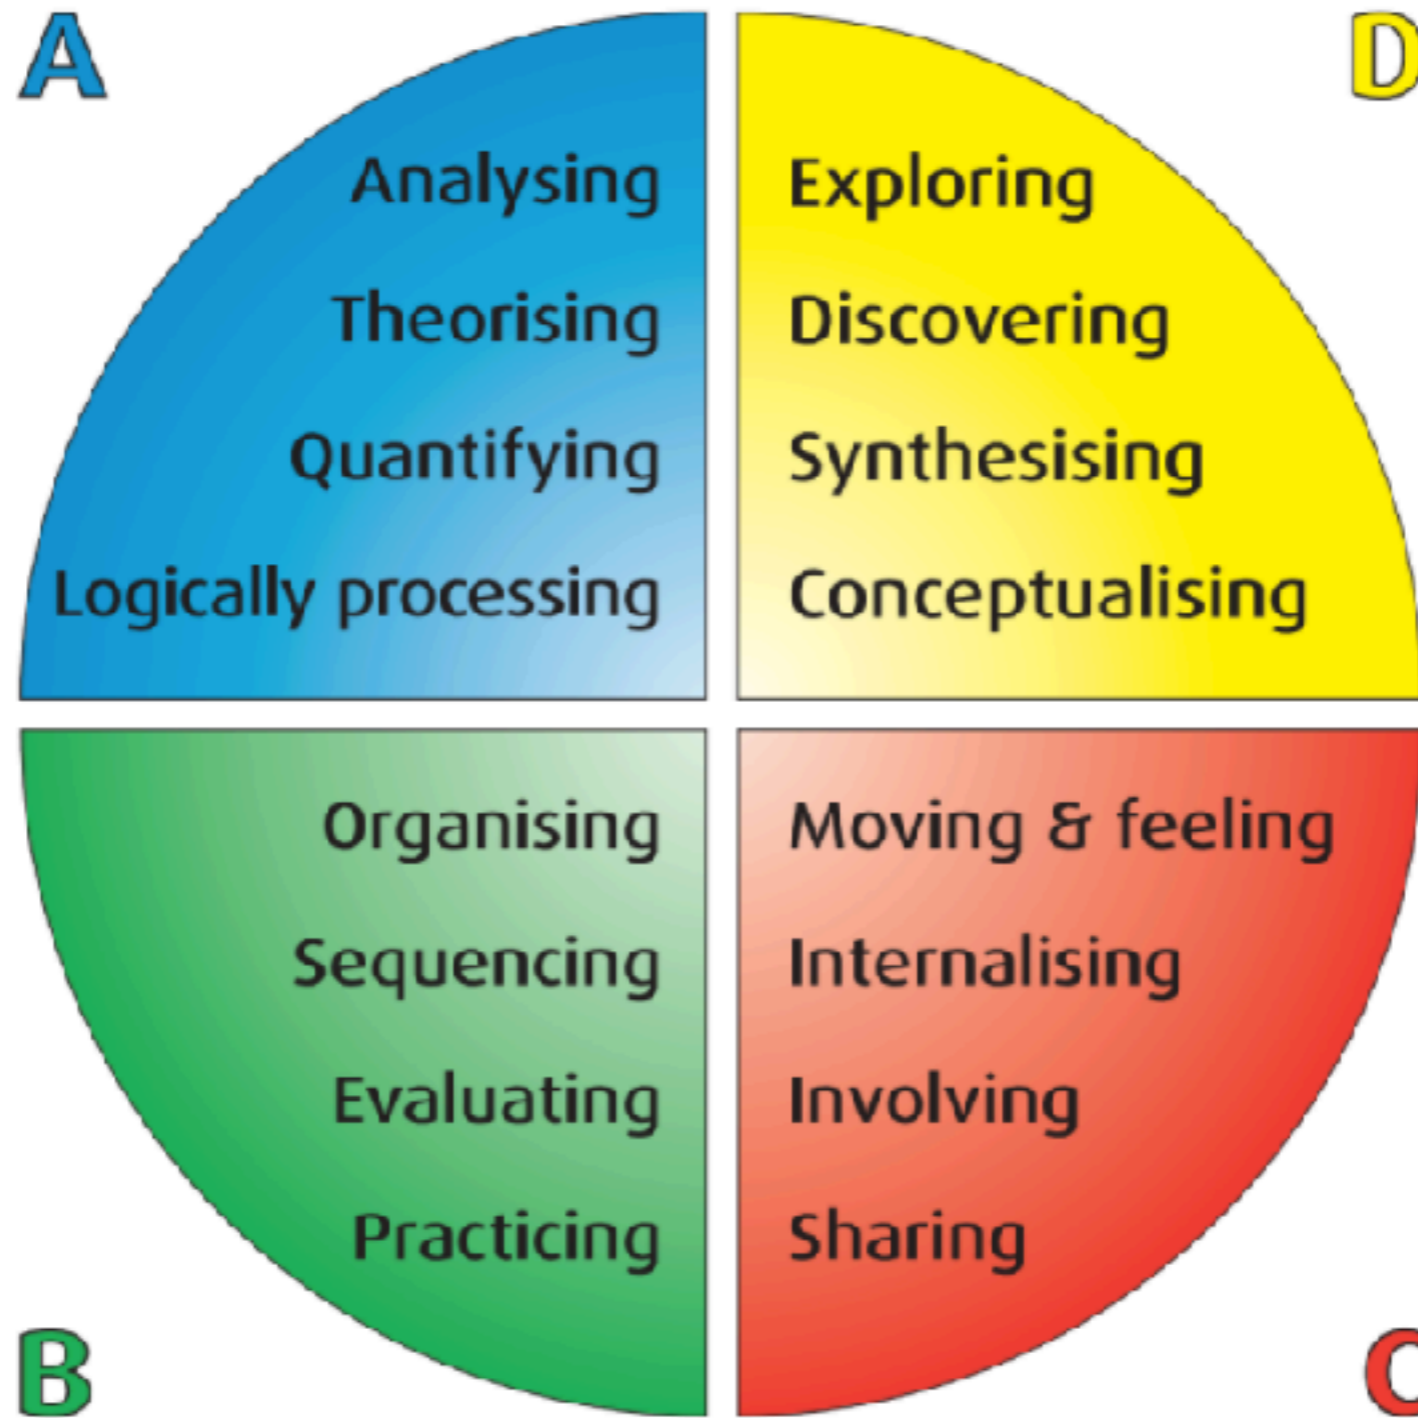 A
Analysing
Theorising
Quantifying
Logically processing
D
Exploring
Discovering
Synthesising
Conceptualising
B
Organising
Sequencing
Evaluating
Practicing
C
Moving & feeling
Internalising
Involving
Sharing